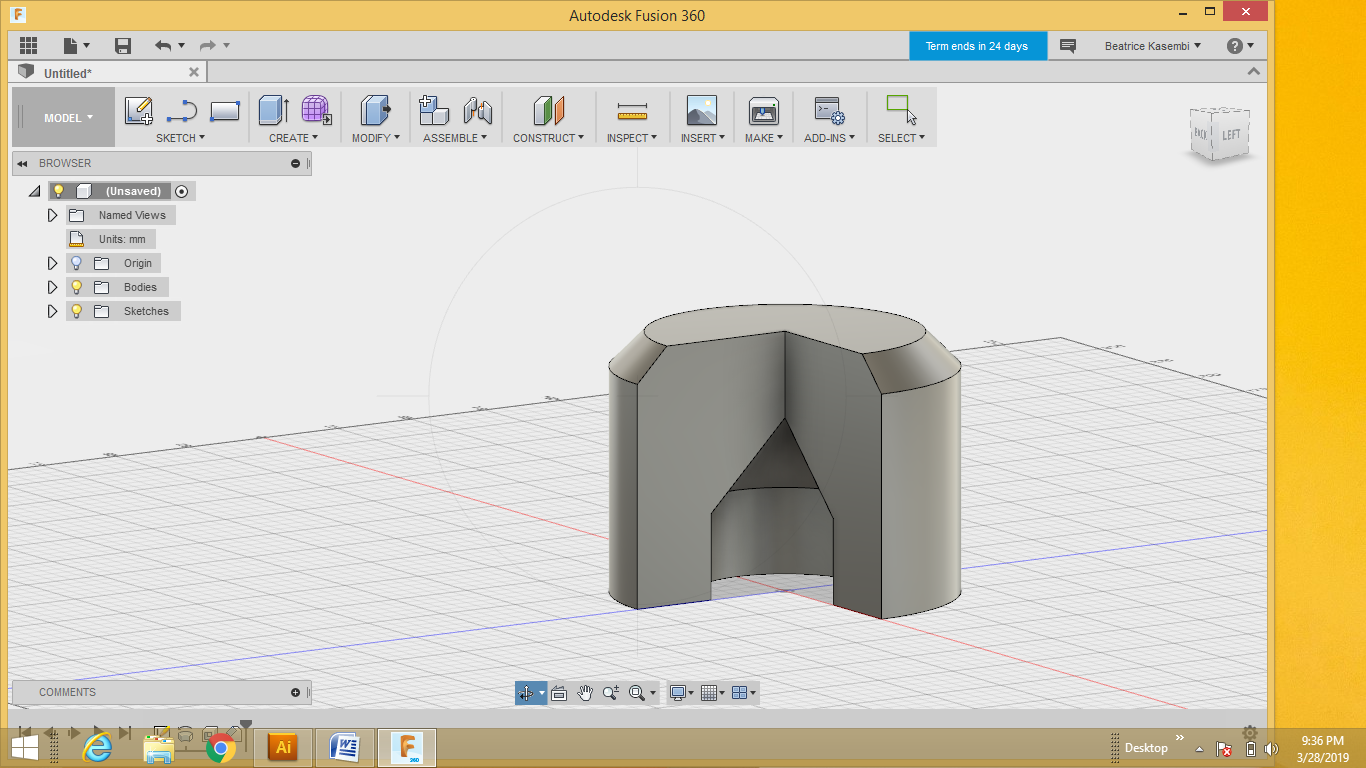 Autodesk Fusion 360
Term ends in 24 days
Beatrice Kasembi
Untitled*
MODEL
SKETCH
CREATE
MODIFY
ASSEMBLE
CONSTRUCT
INSPECT
INSERT
MAKE
ADD-INS
SELECT
BACK
LEFT
BROWSER
(Unsaved)
Named Views
Units: mm
Origin
Bodies
Sketches
COMMENTS
Ai
W
F
360
Desktop
9:36 PM
3/28/2019